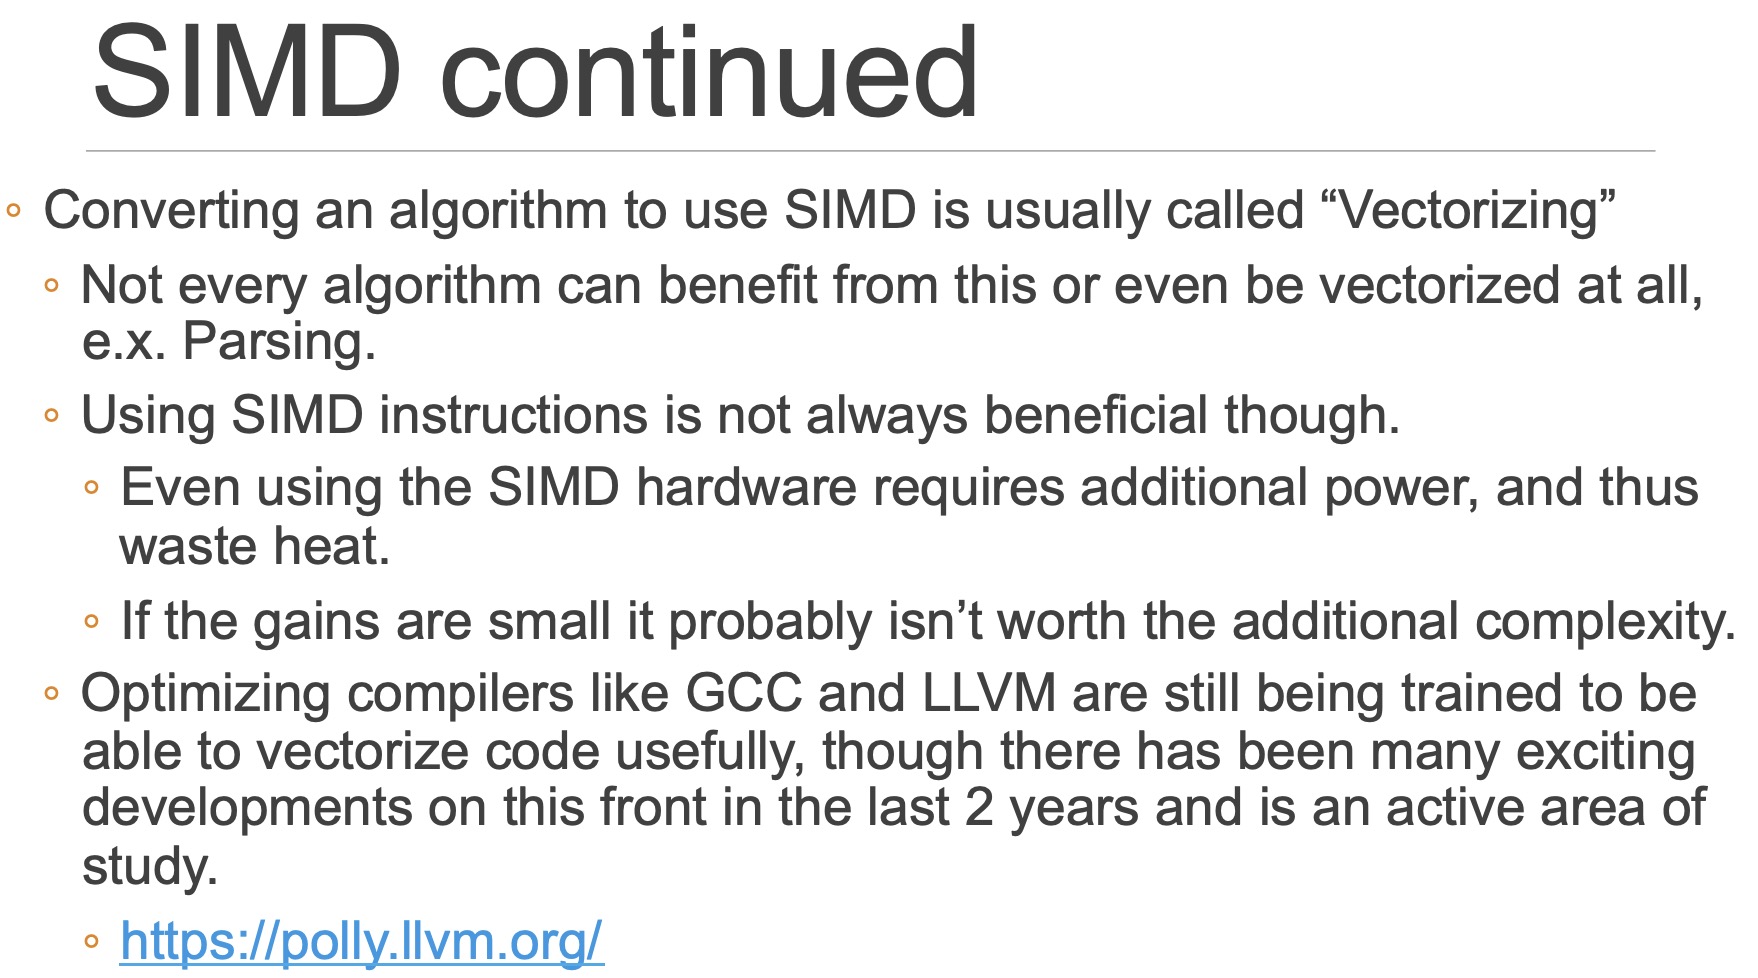 SIMD continued
◦ Converting an algorithm to use SIMD is usually called “Vectorizing”
◦ Not every algorithm can benefit from this or even be vectorized at all,
e.x. Parsing.
◦ Using SIMD instructions is not always beneficial though.
◦ Even using the SIMD hardware requires additional power, and thus
waste heat.
◦ If the gains are small it probably isn’t worth the additional complexity.
◦ Optimizing compilers like GCC and LLVM are still being trained to be
able to vectorize code usefully, though there has been many exciting
developments on this front in the last 2 years and is an active area of
study.
◦ https://polly.llvm.org/